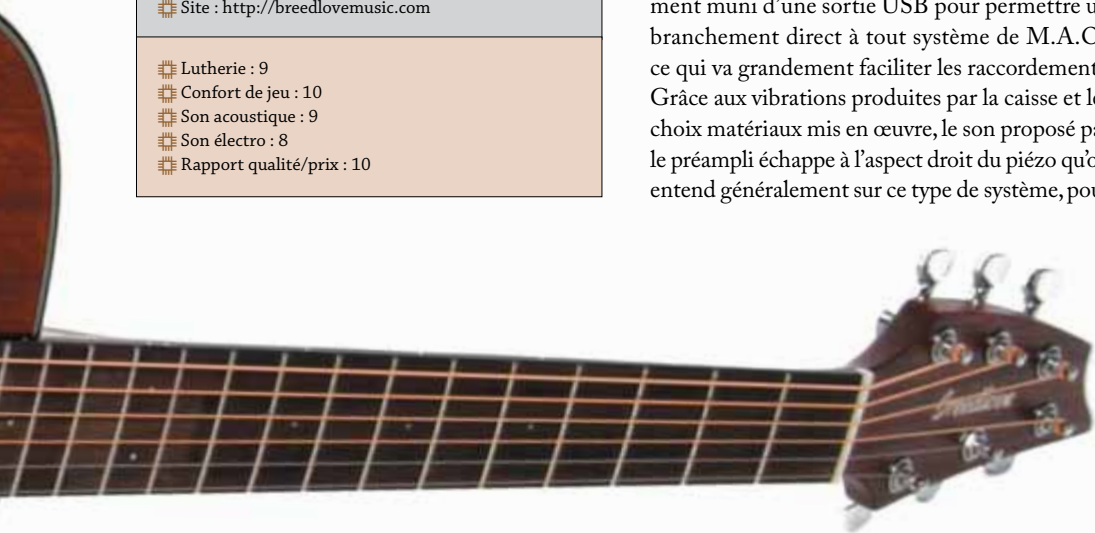 Site : http://breedlovemusic.com
Lutherie : 9
Confort de jeu : 10
Son acoustique : 9
Son électro : 8
Rapport qualité/prix : 10
ment muni d'une sortie USB pour permettre u
branchement direct à tout système de M.A.O
ce qui va grandement faciliter les raccordement
Grâce aux vibrations produites par la caisse et le
choix matériaux mis en œuvre, le son proposé pa
le préampli échappe à l'aspect droit du piézo qu'o
entend généralement sur ce type de système, pou
Breedlove